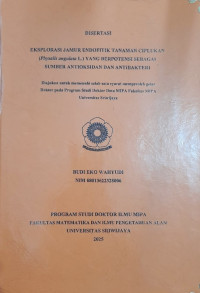 DISERTASI
EKSPLORASI JAMUR ENDOFITIK TANAMAN CIPLUKAN
(Physalis angulata L.) YANG BERPOTENSI SEBAGAI
SUMBER ANTIOKSIDAN DAN ANTIBAKTERI
Diajukan untuk memenuhi salah satu syarat memperoleh gelar
Doktor pada Program Studi Doktor Ilmu MIPA Fakultas MIPA
Universitas Sriwijaya
BUDI EKO WAHYUDI
NIM
PROGRAM STUDI DOKTOR ILMU MIPA
FAKULTAS MATEMATIKA DAN ILMU PENGETAHUAN ALAM
UNIVERSITAS SRIWIJAYA
2025